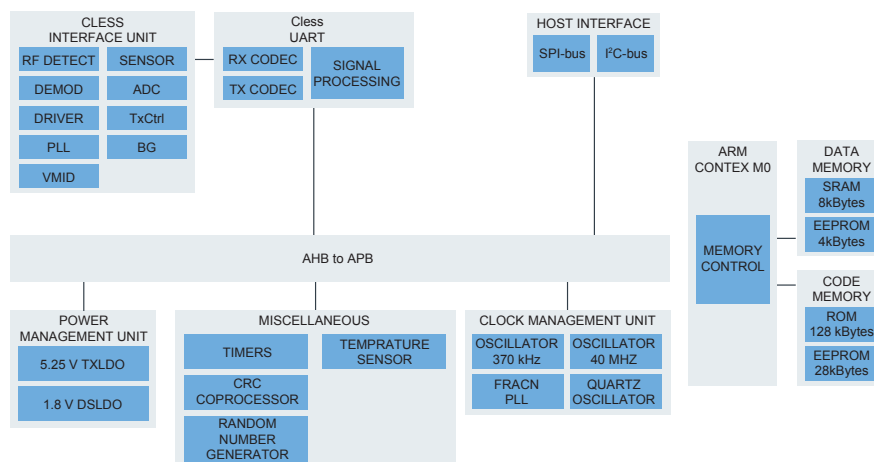 CLESS
INTERFACE UNIT
RF DETECT
SENSOR
DEMOD
ADC
DRIVER
TxCtrl
PLL
BG
VMID
Cless
UART
RX CODEC
TX CODEC
SIGNAL
PROCESSING
HOST INTERFACE
SPI-bus
I²C-bus
ARM
CONTEX M0
MEMORY
CONTROL
DATA
MEMORY
SRAM
8kBytes
EEPROM
4kBytes
CODE
MEMORY
ROM
128 kBytes
EEPROM
28kBytes
AHB to APB
POWER
MANAGEMENT UNIT
5.25 V TXLDO
1.8 V DSLDO
MISCELLANEOUS
TIMERS
TEMPRATURE
SENSOR
CRC
COPROCESSOR
RANDOM
NUMBER
GENERATOR
CLOCK MANAGEMENT UNIT
OSCILLATOR
370 kHz
OSCILLATOR
40 MHZ
FRACN
PLL
QUARTZ
OSCILLATOR